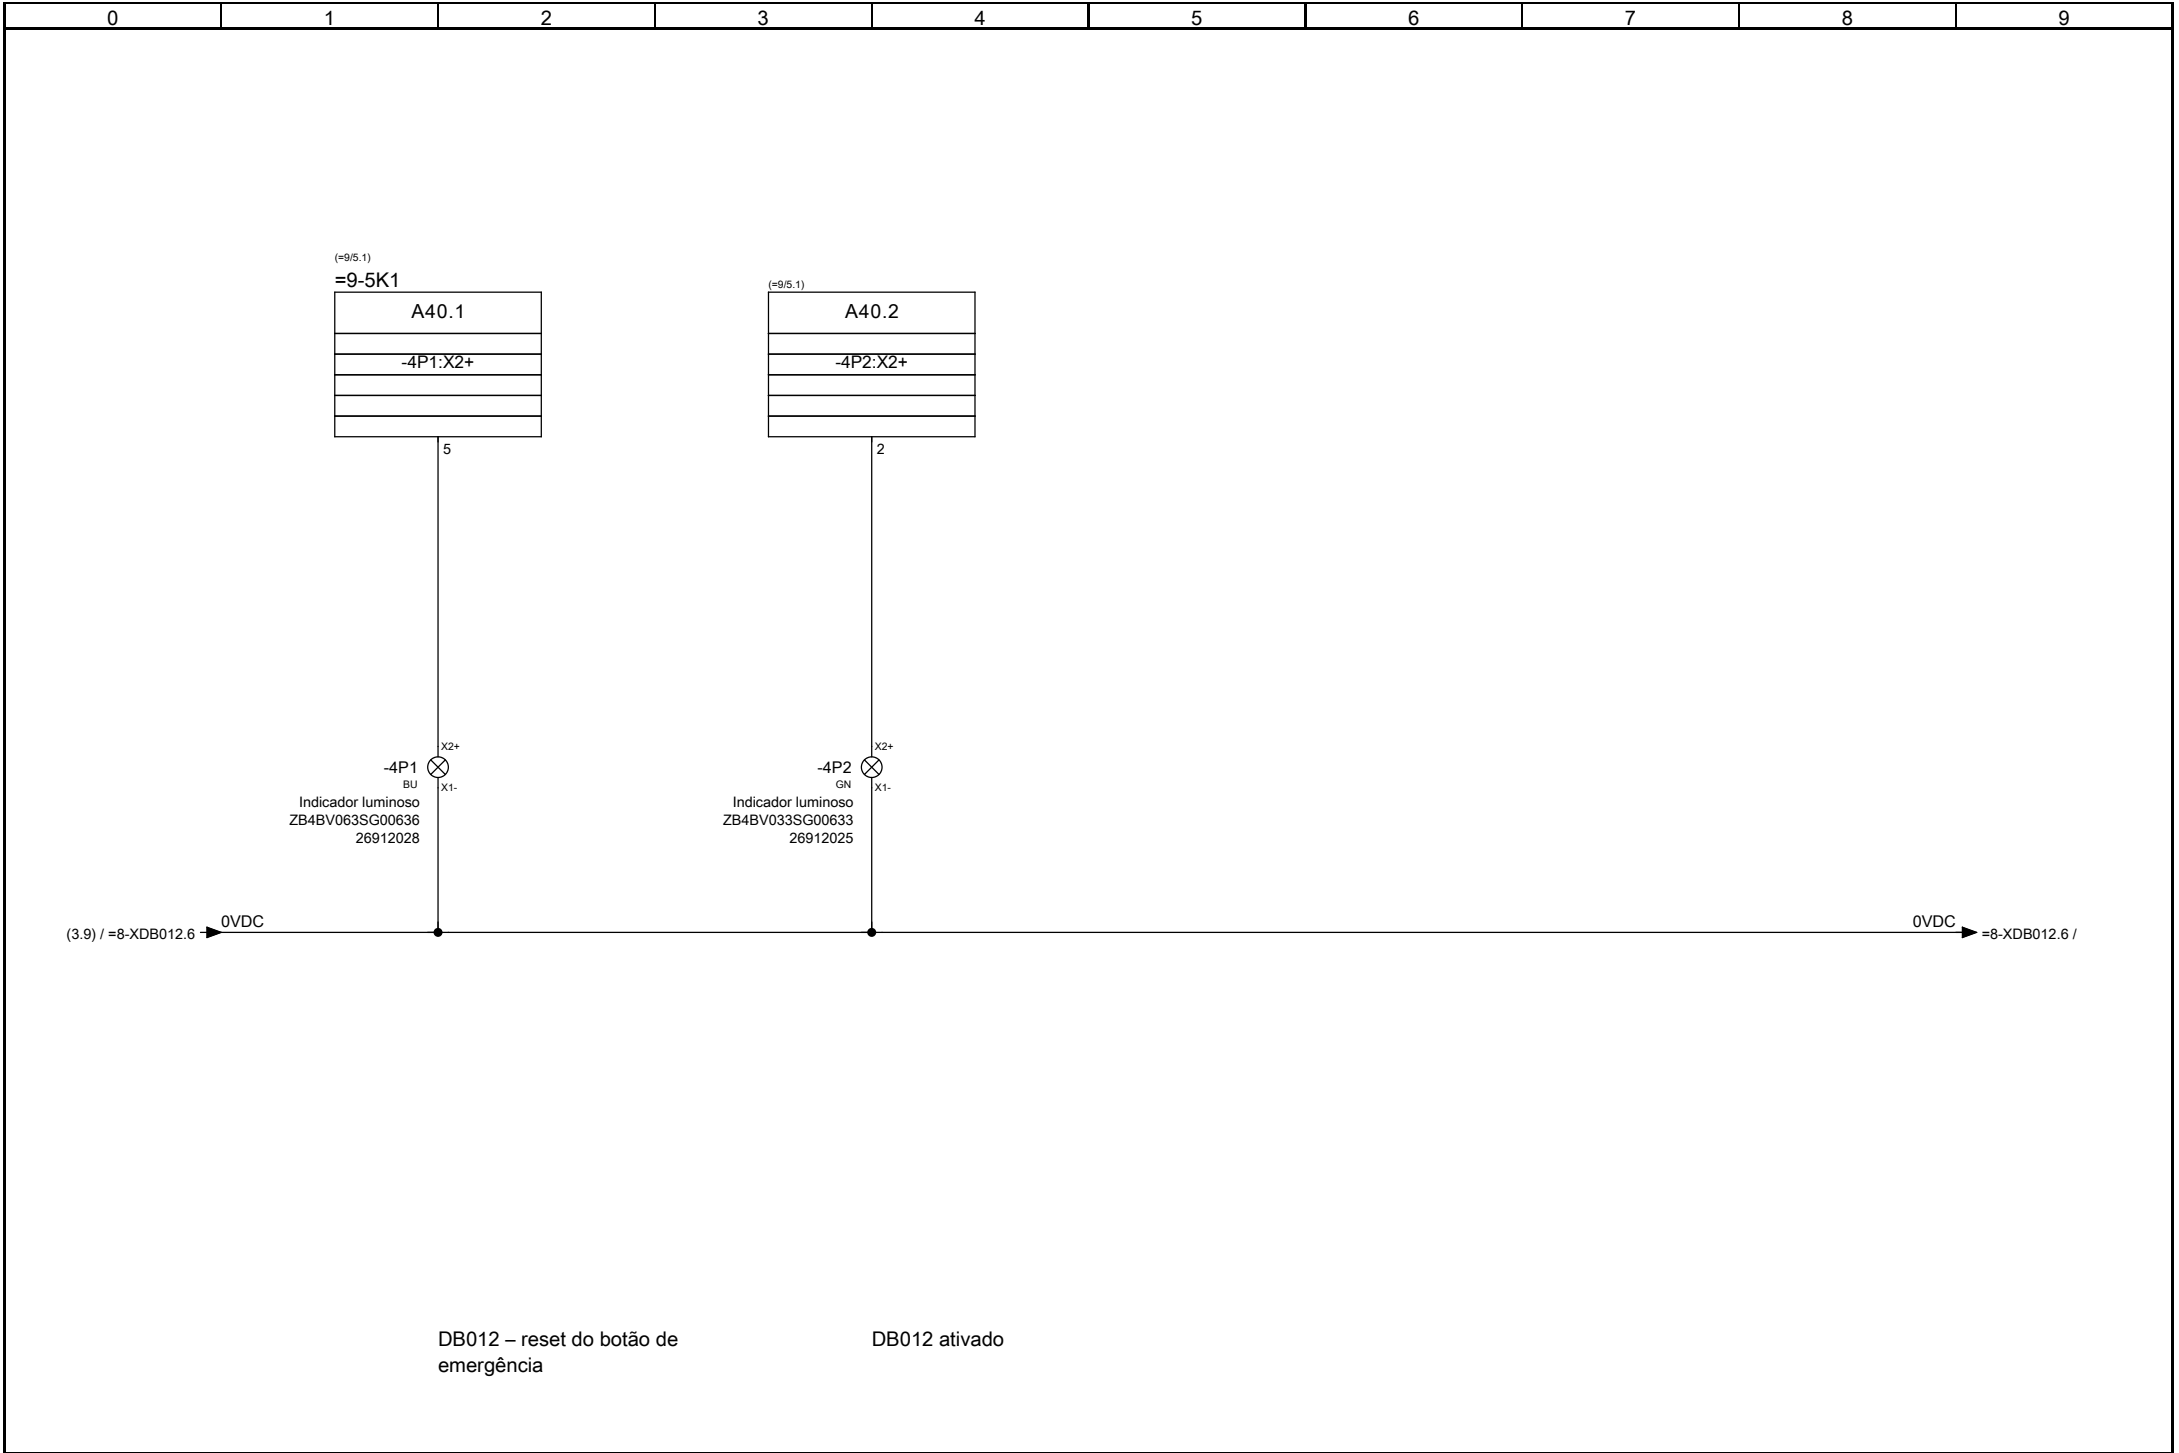 0 1 2 3 4 5 6 7 8 9
(=9/5.1)
=9-5K1
A40.1
-4P1:X2+
5
(=9/5.1)
A40.2
-4P2:X2+
2
X2+
-4P1
BU
X1-
Indicador luminoso
ZB4BV063SG00636
26912028
X2+
-4P2
GN
X1-
Indicador luminoso
ZB4BV033SG00633
26912025
(3.9) / =8-XDB012.6
0VDC
0VDC
=8-XDB012.6 /
DB012 – reset do botão de
emergência
DB012 ativado